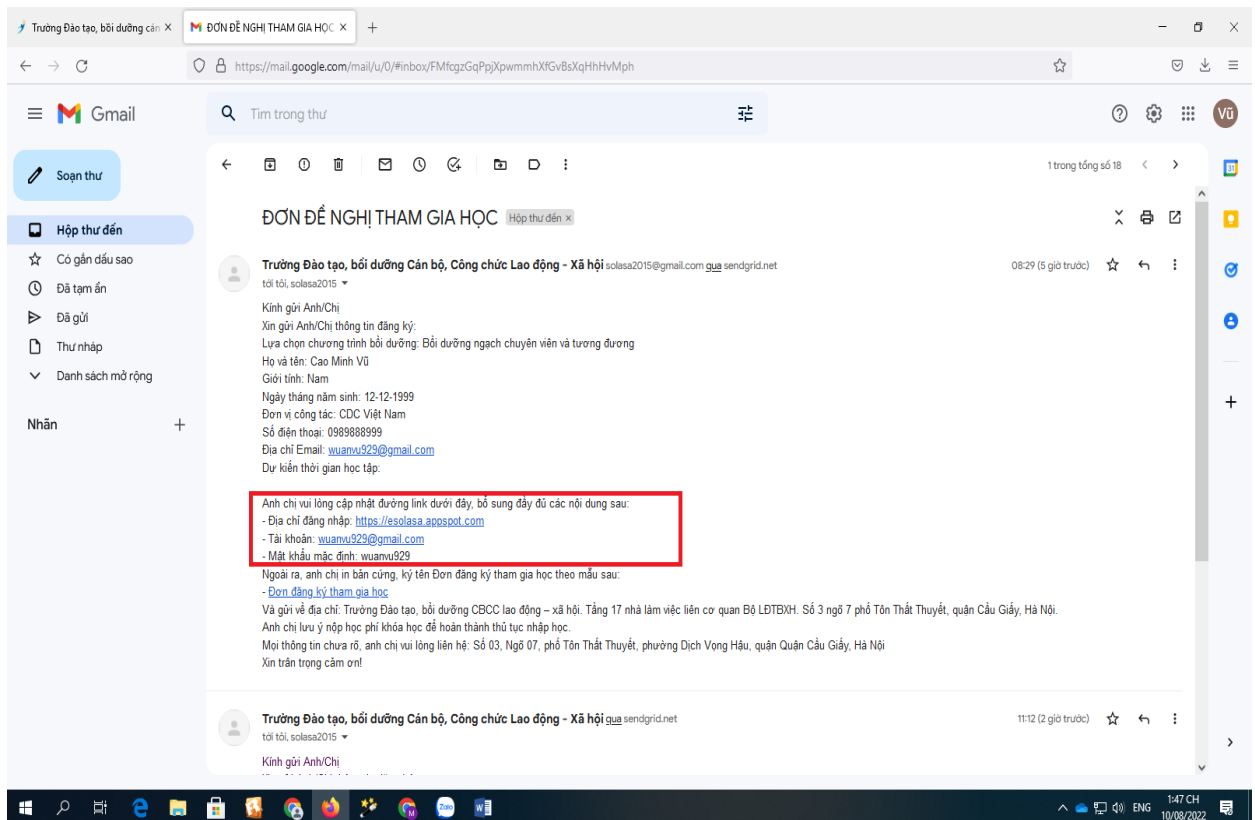 Trường Đào tạo, bồi dưỡng cán
ĐƠN ĐỀ NGHỊ THAM GIA HỌC
https://mail.google.com/mail/u/0/#inbox/FMfcgzGqPpjXpwmmhXfGvBsXqHhHvMph
Gmail
Tìm trong thư
Vũ
Soạn thư
1 trong tổng số 18
31
Hộp thư đến
Có gắn dấu sao
Đã tạm ẩn
Đã gửi
Thư nháp
Danh sách mở rộng
Nhãn
ĐƠN ĐỀ NGHỊ THAM GIA HỌC Hộp thư đến ×
Trường Đào tạo, bồi dưỡng Cán bộ, Công chức Lao động - Xã hội solasa2015@gmail.com qua sendgrid.net 08:29 (5 giờ trước)
tới tôi, solasa2015
Kính gửi Anh/Chị
Xin gửi Anh/Chị thông tin đăng ký:
Lựa chọn chương trình bồi dưỡng: Bồi dưỡng ngạch chuyên viên và tương đương
Họ và tên: Cao Minh Vũ
Giới tính: Nam
Ngày tháng năm sinh: 12-12-1999
Đơn vị công tác: CDC Việt Nam
Số điện thoại: 0989888999
Địa chỉ Email: wuanvu929@gmail.com
Dự kiến thời gian học tập:
Anh chị vui lòng cập nhật đường link dưới đây, bổ sung đầy đủ các nội dung sau:
- Địa chỉ đăng nhập: https://esolasa.appspot.com
- Tài khoản: wuanvu929@gmail.com
- Mật khẩu mặc định: wuanvu929
Ngoài ra, anh chị in bản cứng, ký tên Đơn đăng ký tham gia học theo mẫu sau:
- Đơn đăng ký tham gia học
Và gửi về địa chỉ: Trường Đào tạo, bồi dưỡng CBCC lao động – xã hội. Tầng 17 nhà làm việc liên cơ quan Bộ LĐTBXH. Số 3 ngõ 7 phố Tôn Thất Thuyết, quận Cầu Giấy, Hà Nội.
Anh chị lưu ý nộp học phí khóa học để hoàn thành thủ tục nhập học.
Mọi thông tin chưa rõ, anh chị vui lòng liên hệ: Số 03, Ngõ 07, phố Tôn Thất Thuyết, phường Dịch Vọng Hậu, quận Quận Cầu Giấy, Hà Nội
Xin trân trọng cảm ơn!
Trường Đào tạo, bồi dưỡng Cán bộ, Công chức Lao động - Xã hội qua sendgrid.net 11:12 (2 giờ trước)
tới tôi, solasa2015
Kính gửi Anh/Chị
Zalo
ENG
1:47 CH
10/08/2022